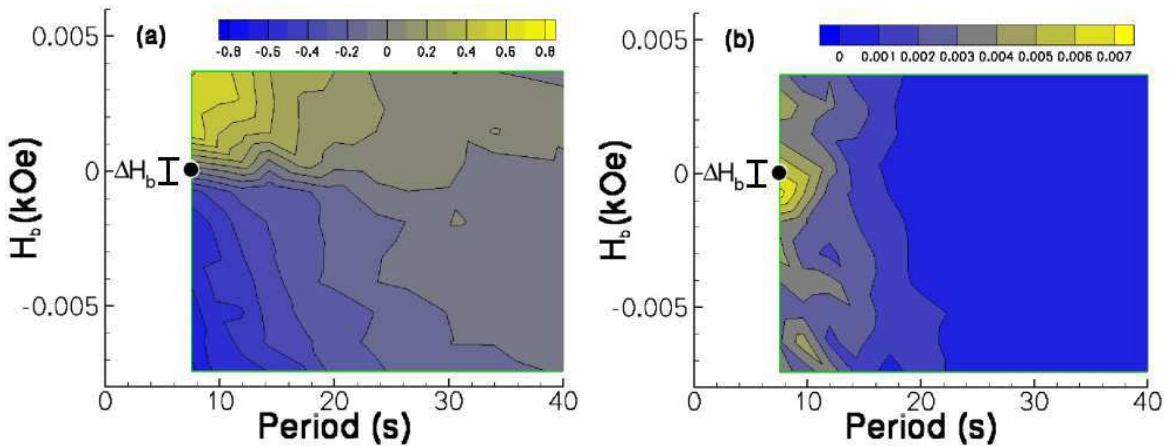 (a)
-0.8 -0.6 -0.4 -0.2 0 0.2 0.4 0.6 0.8
0.005
0
-0.005
H_b (kOe)
ΔH_b
0 10 20 30 40
Period (s)
(b)
0 0.001 0.002 0.003 0.004 0.005 0.006 0.007
0.005
0
-0.005
H_b (kOe)
ΔH_b
0 10 20 30 40
Period (s)